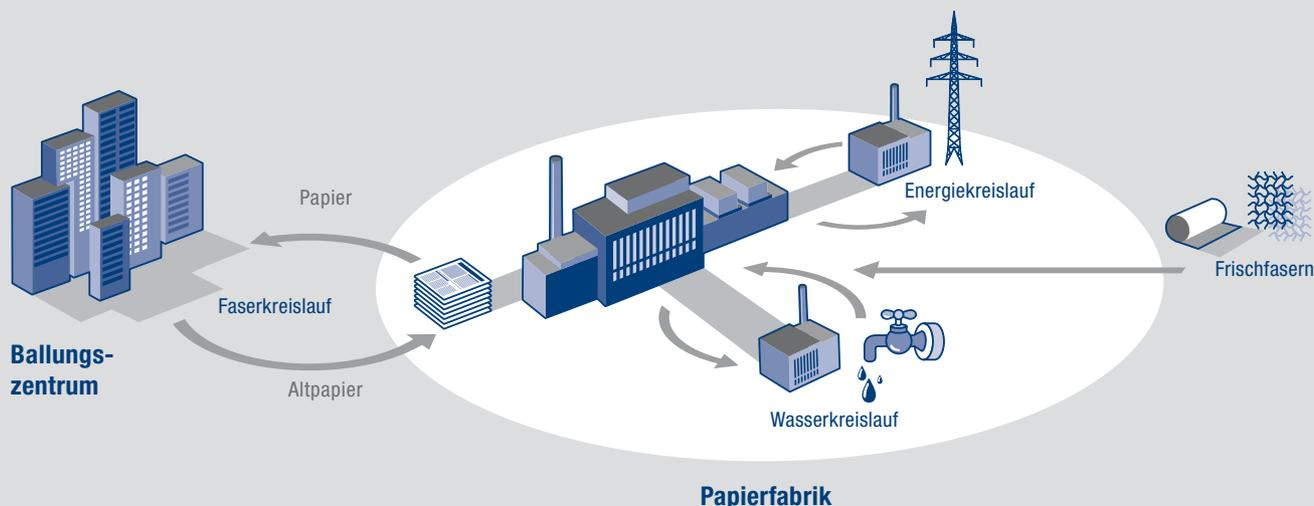 Papier
Energiekreislauf
Frischfasern
Faserkreislauf
Ballungs-
zentrum
Altpapier
Wasserkreislauf
Papierfabrik